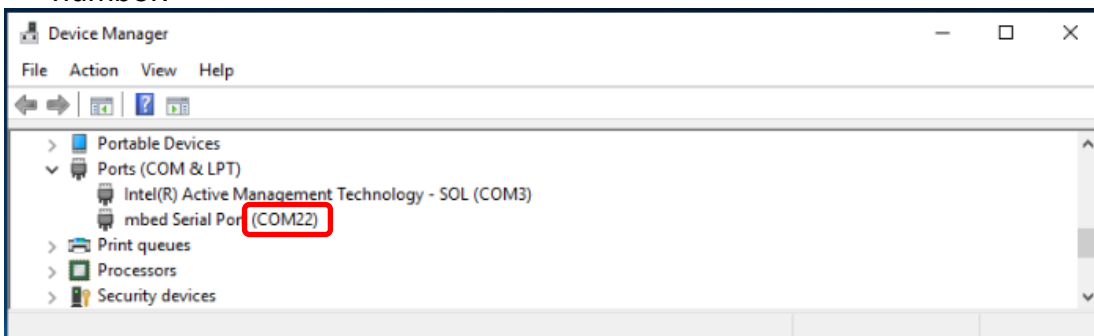 Device Manager
File Action View Help
Portable Devices
Ports (COM & LPT)
Intel(R) Active Management Technology - SOL (COM3)
mbed Serial Por (COM22)
Print queues
Processors
Security devices